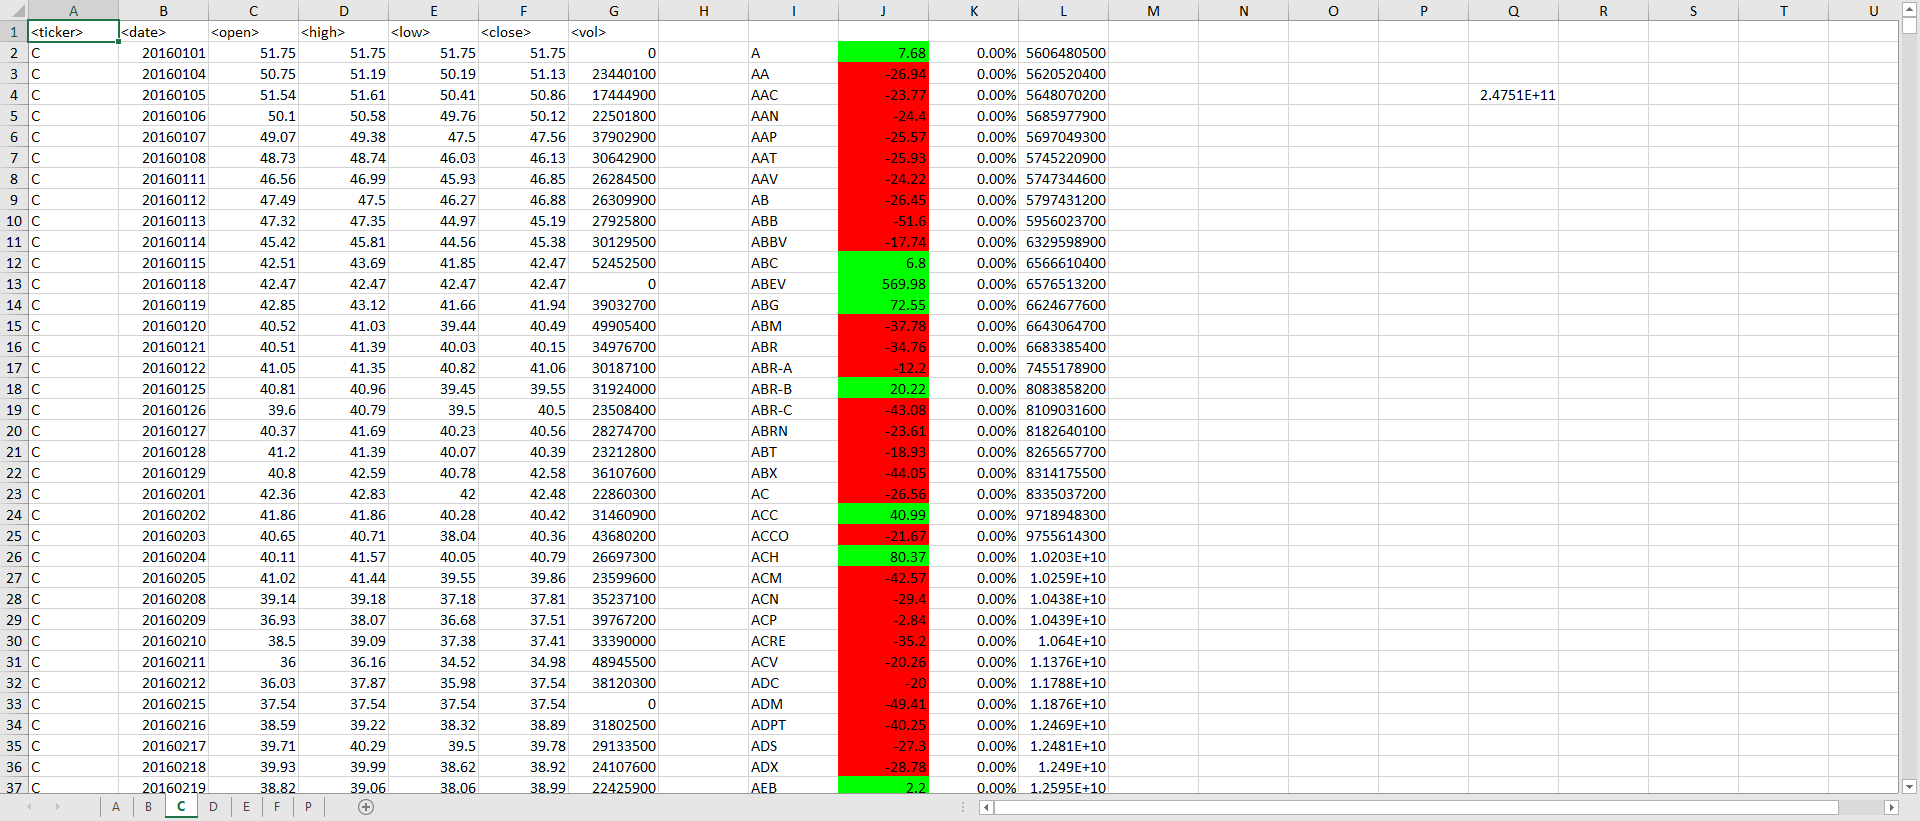 A B C D E F G H I J K L M N O P Q R S T U
1 <ticker> <date> <open> <high> <low> <close> <vol>
2 C 20160101 51.75 51.75 51.75 51.75 0 A 7.68 0.00% 5606480500
3 C 20160104 50.75 51.19 50.19 51.13 23440100 AA -26.94 0.00% 5620520400
4 C 20160105 51.54 51.61 50.41 50.86 17444900 AAC -23.77 0.00% 5648070200 2.4751E+11
5 C 20160106 50.1 50.58 49.76 50.12 22501800 AAN -24.4 0.00% 5685977900
6 C 20160107 49.07 49.38 47.5 47.56 37902900 AAP -25.57 0.00% 5697049300
7 C 20160108 48.73 48.74 46.03 46.13 30642900 AAT -25.93 0.00% 5745220900
8 C 20160111 46.56 46.99 45.93 46.85 26284500 AAV -24.22 0.00% 5747344600
9 C 20160112 47.49 47.5 46.27 46.88 26309900 AB -26.45 0.00% 5797431200
10 C 20160113 47.32 47.35 44.97 45.19 27925800 ABB -51.6 0.00% 5956023700
11 C 20160114 45.42 45.81 44.56 45.38 30129500 ABBV -17.74 0.00% 6329598900
12 C 20160115 42.51 43.69 41.85 42.47 52452500 ABC 6.8 0.00% 6566610400
13 C 20160118 42.47 42.47 42.47 42.47 0 ABEV 569.98 0.00% 6576513200
14 C 20160119 42.85 43.12 41.66 41.94 39032700 ABG 72.55 0.00% 6624677600
15 C 20160120 40.52 41.03 39.44 40.49 49905400 ABM -37.78 0.00% 6643064700
16 C 20160121 40.51 41.39 40.03 40.15 34976700 ABR -34.76 0.00% 6683385400
17 C 20160122 41.05 41.35 40.82 41.06 30187100 ABR-A -12.2 0.00% 7455178900
18 C 20160125 40.81 40.96 39.45 39.55 31924000 ABR-B 20.22 0.00% 8083858200
19 C 20160126 39.6 40.79 39.5 40.5 23508400 ABR-C -43.08 0.00% 8109031600
20 C 20160127 40.37 41.69 40.23 40.56 28274700 ABRN -23.61 0.00% 8182640100
21 C 20160128 41.2 41.39 40.07 40.39 23212800 ABT -18.93 0.00% 8265657700
22 C 20160129 40.8 42.59 40.78 42.58 36107600 ABX -44.05 0.00% 8314175500
23 C 20160201 42.36 42.83 42 42.48 22860300 AC -26.56 0.00% 8335037200
24 C 20160202 41.86 41.86 40.28 40.42 31460900 ACC 40.99 0.00% 9718948300
25 C 20160203 40.65 40.71 38.04 40.36 43680200 ACCO -21.67 0.00% 9755614300
26 C 20160204 40.11 41.57 40.05 40.79 26697300 ACH 80.37 0.00% 1.0203E+10
27 C 20160205 41.02 41.44 39.55 39.86 23599600 ACM -42.57 0.00% 1.0259E+10
28 C 20160208 39.14 39.18 37.18 37.81 35237100 ACN -29.4 0.00% 1.0438E+10
29 C 20160209 36.93 38.07 36.68 37.51 39767200 ACP -2.84 0.00% 1.0439E+10
30 C 20160210 38.5 39.09 37.38 37.41 33390000 ACRE -35.2 0.00% 1.064E+10
31 C 20160211 36 36.16 34.52 34.98 48945500 ACV -20.26 0.00% 1.1376E+10
32 C 20160212 36.03 37.87 35.98 37.54 38120300 ADC -20 0.00% 1.1788E+10
33 C 20160215 37.54 37.54 37.54 37.54 0 ADM -49.41 0.00% 1.1876E+10
34 C 20160216 38.59 39.22 38.32 38.89 31802500 ADPT -40.25 0.00% 1.2469E+10
35 C 20160217 39.71 40.29 39.5 39.78 29133500 ADS -27.3 0.00% 1.2481E+10
36 C 20160218 39.93 39.99 38.62 38.92 24107600 ADX -28.78 0.00% 1.249E+10
37 C 20160219 38.82 39.06 38.06 38.99 22425900 AEB 2.2 0.00% 1.2595E+10
A B C D E F P